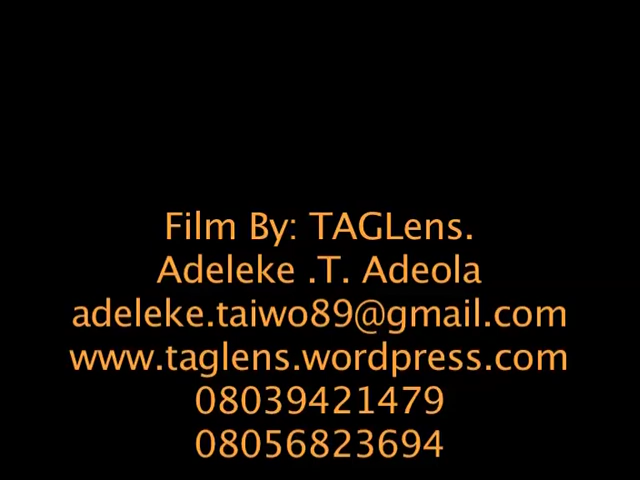 Film By: TAGLens.
Adeleke .T. Adeola
adeleke.taiwo89@gmail.com
www.taglens.wordpress.com
08039421479
08056823694